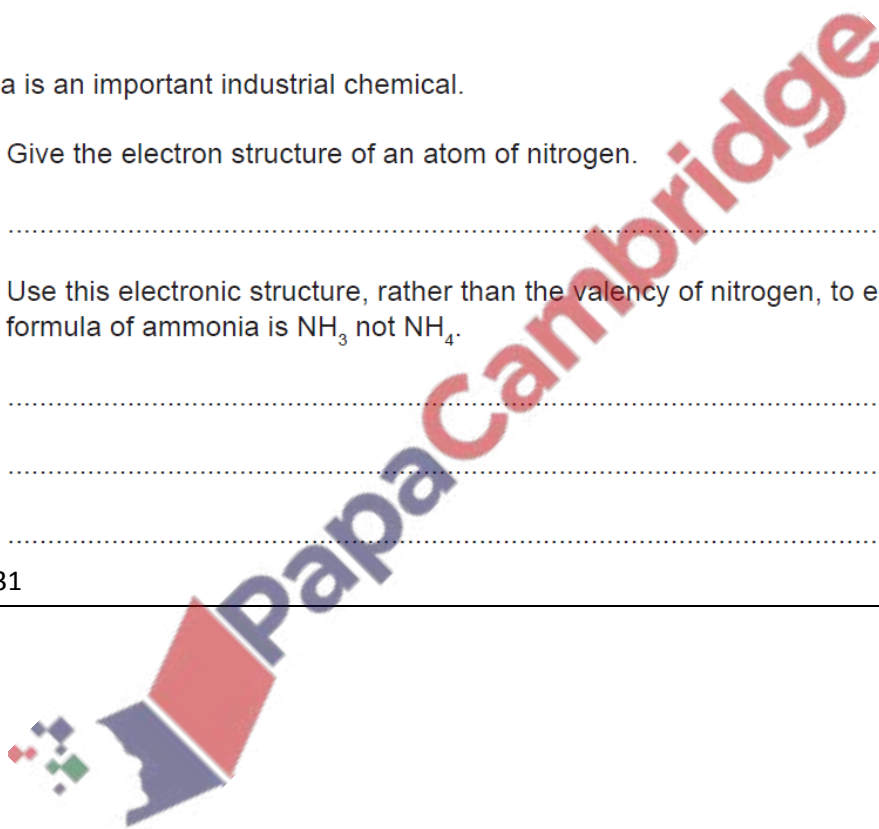 a is an important industrial chemical.
Give the electron structure of an atom of nitrogen.
Use this electronic structure, rather than the valency of nitrogen, to e
formula of ammonia is NH₃ not NH₄.
31
PapaCambridge